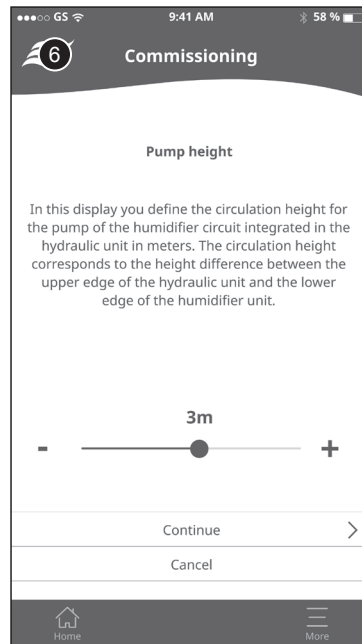 ●●●○○ GS 9:41 AM 58 %
6
Commissioning
Pump height
In this display you define the circulation height for
the pump of the humidifier circuit integrated in the
hydraulic unit in meters. The circulation height
corresponds to the height difference between the
upper edge of the hydraulic unit and the lower
edge of the humidifier unit.
3m
- +
Continue
Cancel
Home More